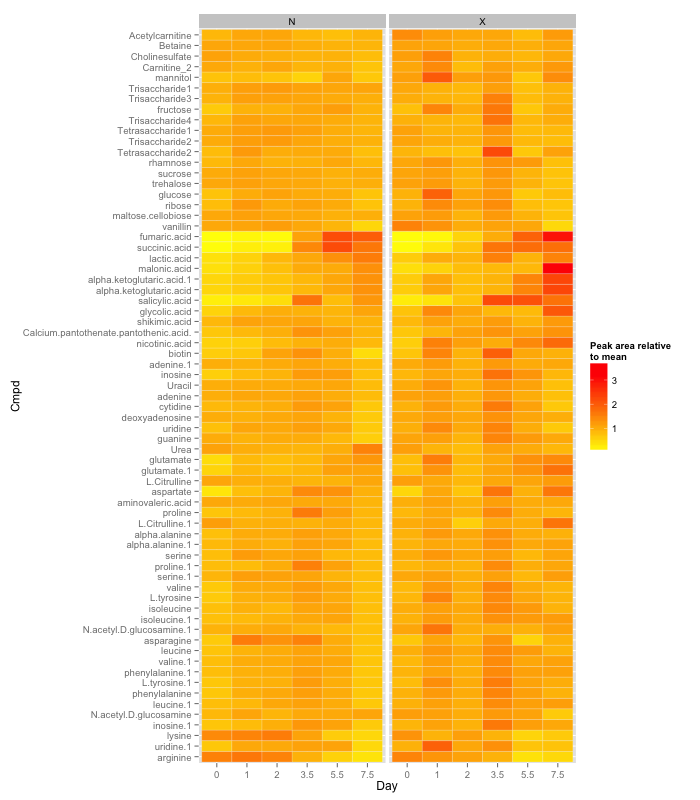 N X
Acetylcarnitine
Betaine
Cholinesulfate
Carnitine_2
mannitol
Trisaccharide1
Trisaccharide3
fructose
Trisaccharide4
Tetrasaccharide1
Trisaccharide2
Tetrasaccharide2
rhamnose
sucrose
trehalose
glucose
ribose
maltose.cellobiose
vanillin
fumaric.acid
succinic.acid
lactic.acid
malonic.acid
alpha.ketoglutaric.acid.1
alpha.ketoglutaric.acid
salicylic.acid
glycolic.acid
shikimic.acid
Calcium.pantothenate.pantothenic.acid.
nicotinic.acid
biotin
adenine.1
inosine
Uracil
adenine
cytidine
deoxyadenosine
uridine
guanine
Urea
glutamate
glutamate.1
L.Citrulline
aspartate
aminovaleric.acid
proline
L.Citrulline.1
alpha.alanine
alpha.alanine.1
serine
proline.1
serine.1
valine
L.tyrosine
isoleucine
isoleucine.1
N.acetyl.D.glucosamine.1
asparagine
leucine
valine.1
phenylalanine.1
L.tyrosine.1
phenylalanine
leucine.1
N.acetyl.D.glucosamine
inosine.1
lysine
uridine.1
arginine
Cmpd
0 1 2 3.5 5.5 7.5 0 1 2 3.5 5.5 7.5
Day
Peak area relative
to mean
3
2
1